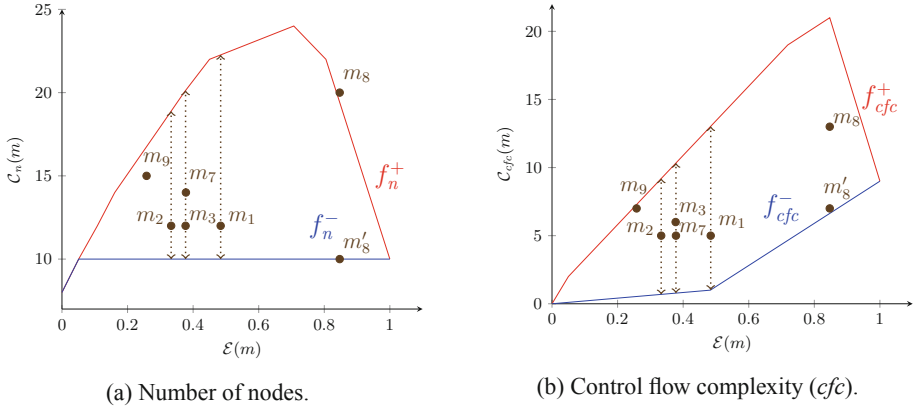 25
20
15
10
C_n(m)
m_8
m_9
m_7
m_2
m_3
m_1
f_n^+
f_n^-
m'_8
0
0.2
0.4
0.6
0.8
1
ℰ(m)
(a) Number of nodes.
20
15
10
5
0
C_cfc(m)
f_cfc^+
m_8
m_9
m_3
m_2
m_7
m_1
f_cfc^-
m'_8
0
0.2
0.4
0.6
0.8
1
ℰ(m)
(b) Control flow complexity (cfc).